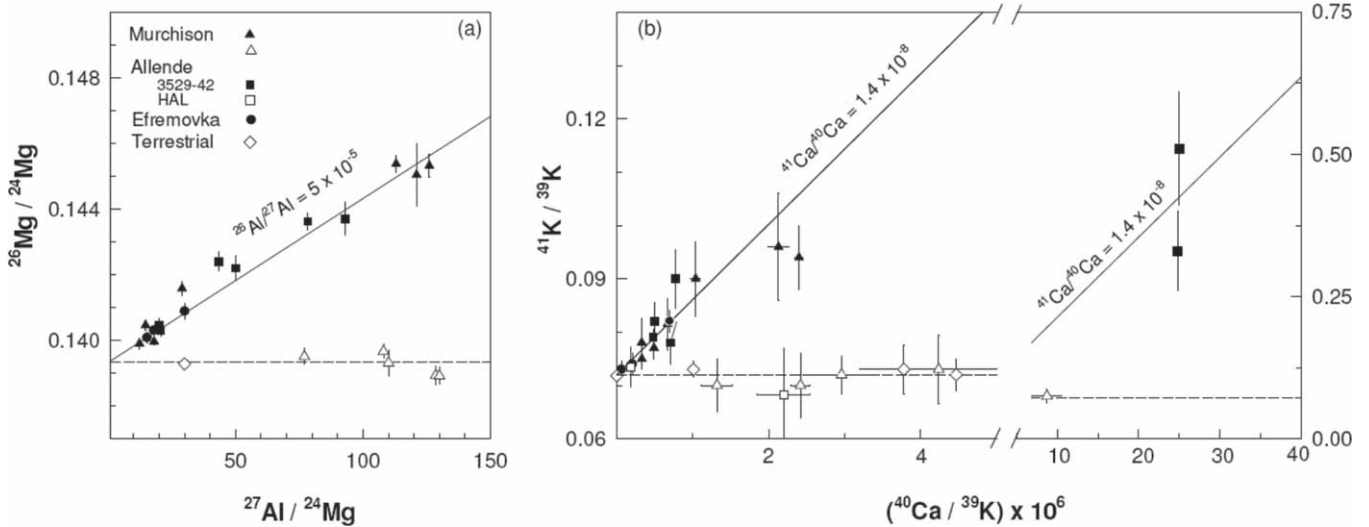 (a)
Murchison
Allende
3529-42
HAL
Efremovka
Terrestrial
0.148
0.144
0.140
²⁶Mg / ²⁴Mg
²⁶Al/²⁷Al = 5 x 10⁻⁵
50
100
150
²⁷Al / ²⁴Mg
(b)
0.12
0.09
0.06
⁴¹K / ³⁹K
⁴¹Ca/⁴⁰Ca = 1.4 x 10⁻⁸
⁴¹Ca/⁴⁰Ca = 1.4 x 10⁻⁸
0.75
0.50
0.25
0.00
2
4
10
20
30
40
(⁴⁰Ca / ³⁹K) x 10⁶